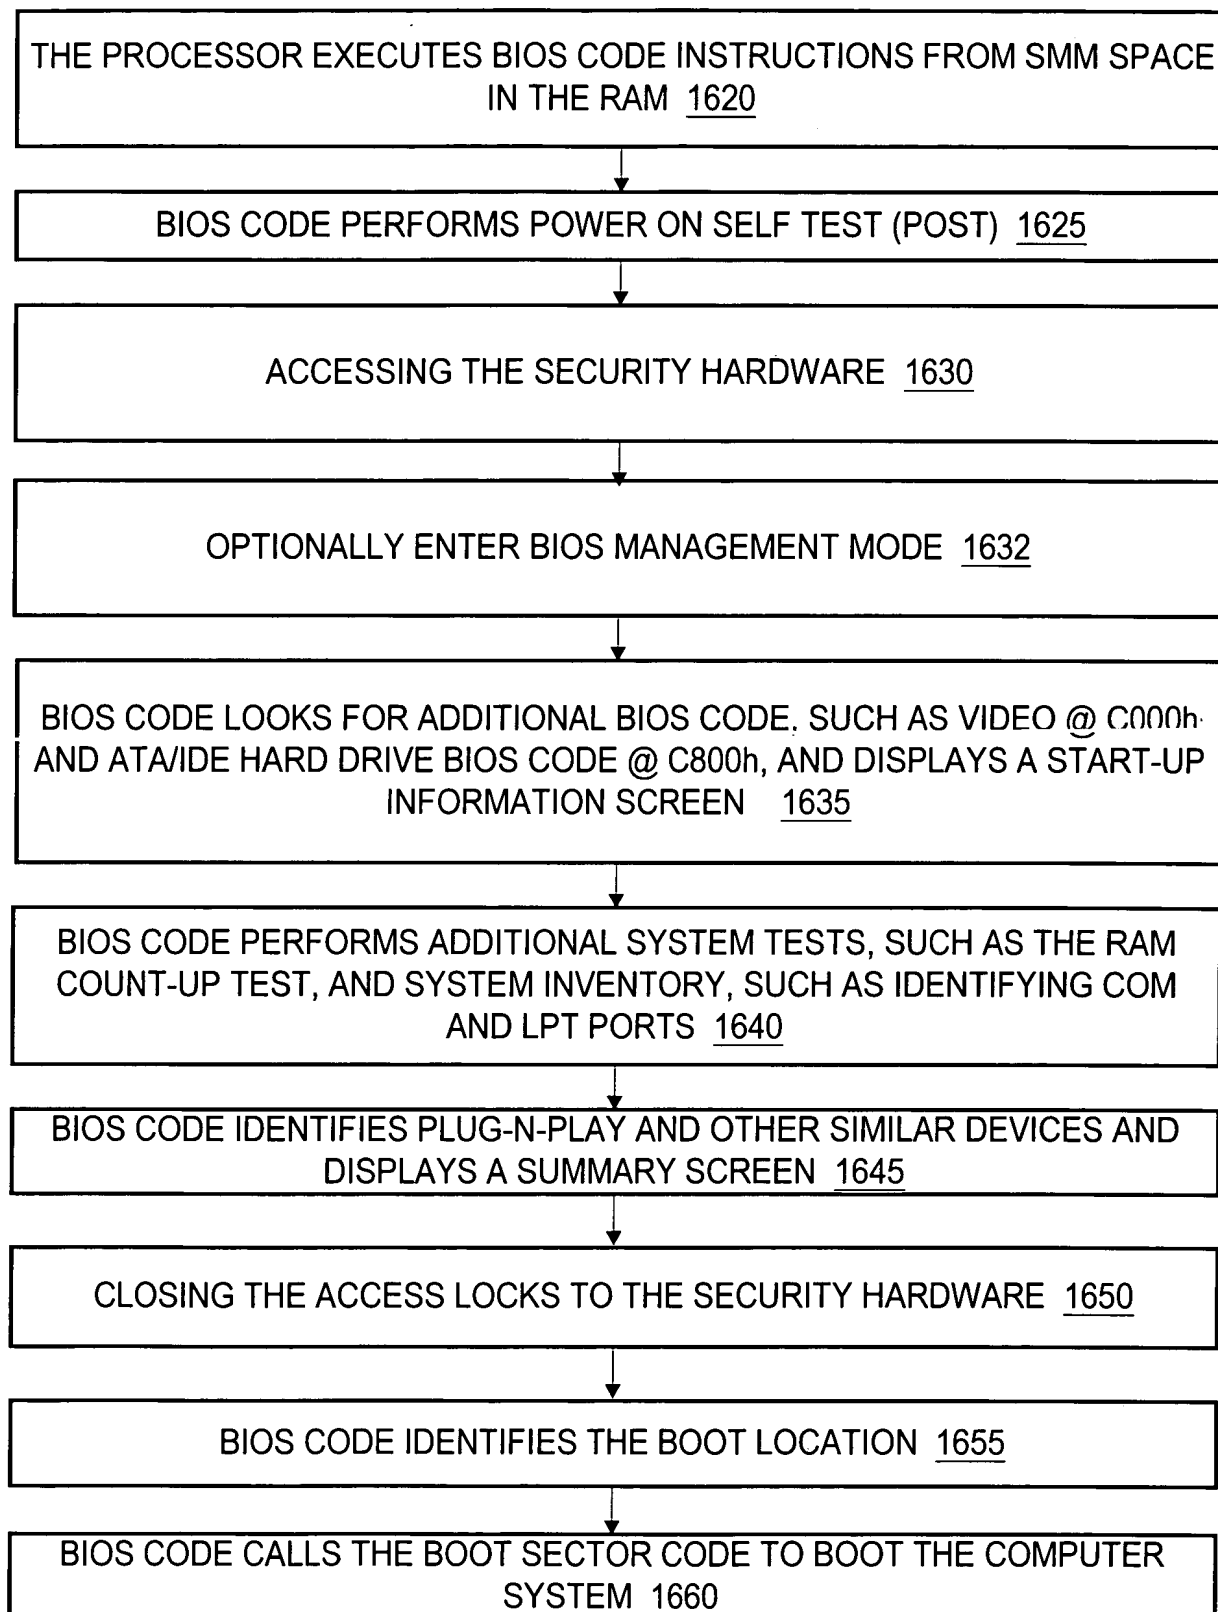 THE PROCESSOR EXECUTES BIOS CODE INSTRUCTIONS FROM SMM SPACE
IN THE RAM 1620
BIOS CODE PERFORMS POWER ON SELF TEST (POST) 1625
ACCESSING THE SECURITY HARDWARE 1630
OPTIONALLY ENTER BIOS MANAGEMENT MODE 1632
BIOS CODE LOOKS FOR ADDITIONAL BIOS CODE, SUCH AS VIDEO @ C000h
AND ATA/IDE HARD DRIVE BIOS CODE @ C800h, AND DISPLAYS A START-UP
INFORMATION SCREEN 1635
BIOS CODE PERFORMS ADDITIONAL SYSTEM TESTS, SUCH AS THE RAM
COUNT-UP TEST, AND SYSTEM INVENTORY, SUCH AS IDENTIFYING COM
AND LPT PORTS 1640
BIOS CODE IDENTIFIES PLUG-N-PLAY AND OTHER SIMILAR DEVICES AND
DISPLAYS A SUMMARY SCREEN 1645
CLOSING THE ACCESS LOCKS TO THE SECURITY HARDWARE 1650
BIOS CODE IDENTIFIES THE BOOT LOCATION 1655
BIOS CODE CALLS THE BOOT SECTOR CODE TO BOOT THE COMPUTER
SYSTEM 1660